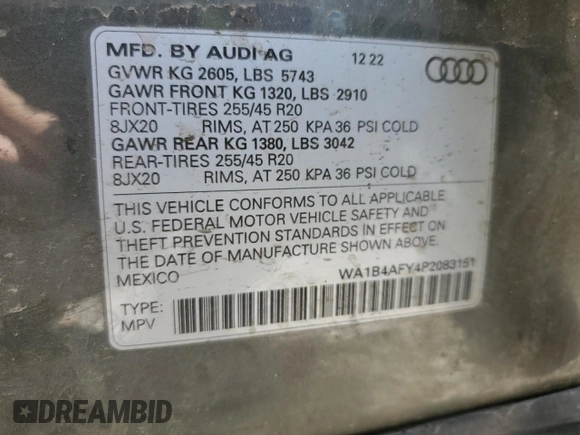 MFD. BY AUDI AG 12 22
GVWR KG 2605, LBS 5743
GAWR FRONT KG 1320, LBS 2910
FRONT-TIRES 255/45 R20
8JX20 RIMS, AT 250 KPA 36 PSI COLD
GAWR REAR KG 1380, LBS 3042
REAR-TIRES 255/45 R20
8JX20 RIMS, AT 250 KPA 36 PSI COLD
THIS VEHICLE CONFORMS TO ALL APPLICABLE
U.S. FEDERAL MOTOR VEHICLE SAFETY AND
THEFT PREVENTION STANDARDS IN EFFECT ON
THE DATE OF MANUFACTURE SHOWN ABOVE.
MEXICO WA1B4AFY4P2083151
TYPE:
MPV
DREAMBID